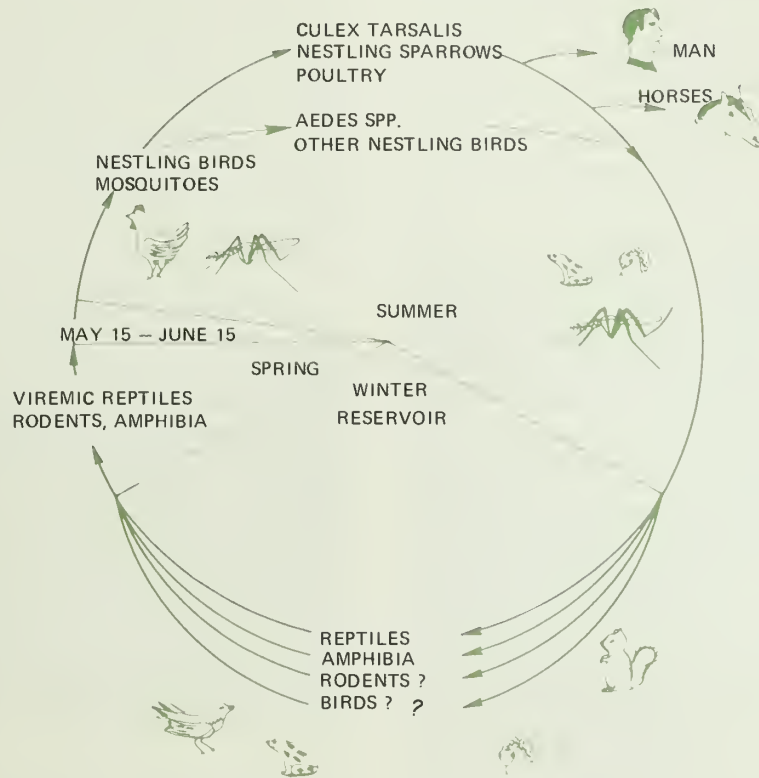 CULEX TARSALIS
NESTLING SPARROWS
POULTRY
MAN
HORSES
AEDES SPP.
OTHER NESTLING BIRDS
NESTLING BIRDS
MOSQUITOES
SUMMER
MAY 15 – JUNE 15
SPRING
WINTER
RESERVOIR
VIREMIC REPTILES
RODENTS, AMPHIBIA
REPTILES
AMPHIBIA
RODENTS ?
BIRDS ? ?